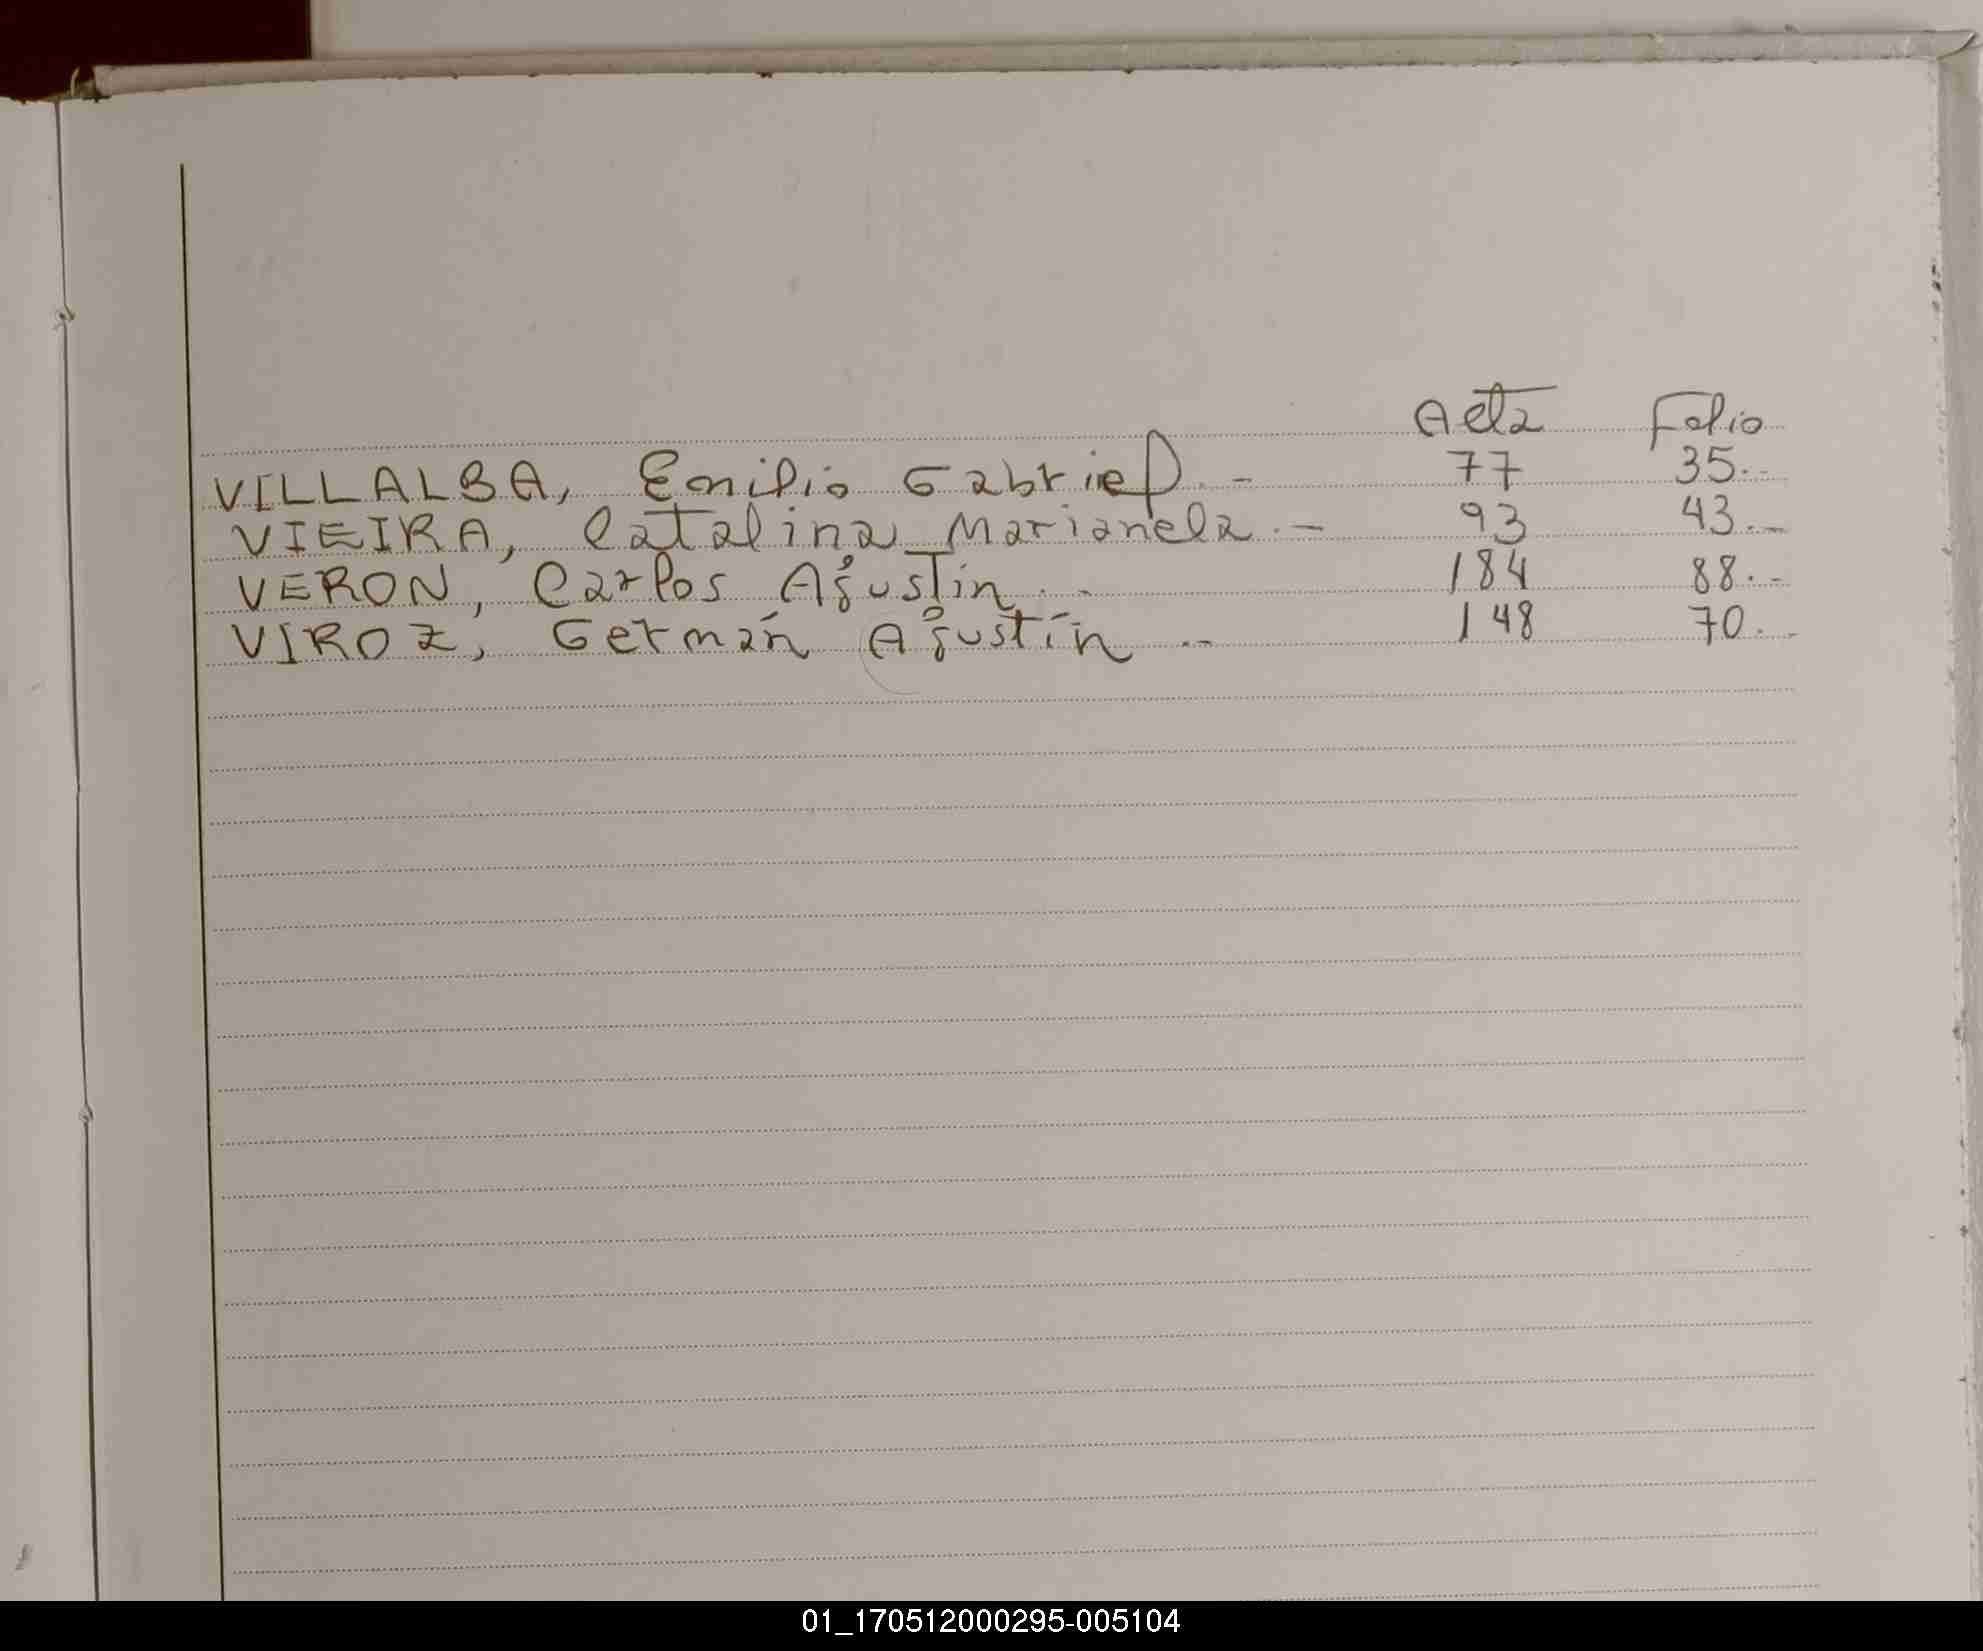 Acta Folio
VILLALBA, Emilio Gabriel.- 77 35.-
VIEIRA, Catalina Marianela.- 93 43.-
VERON, Carlos Agustin.- 184 88.-
VIROZ, Germán Agustín.- 148 70.-
01_170512000295-005104